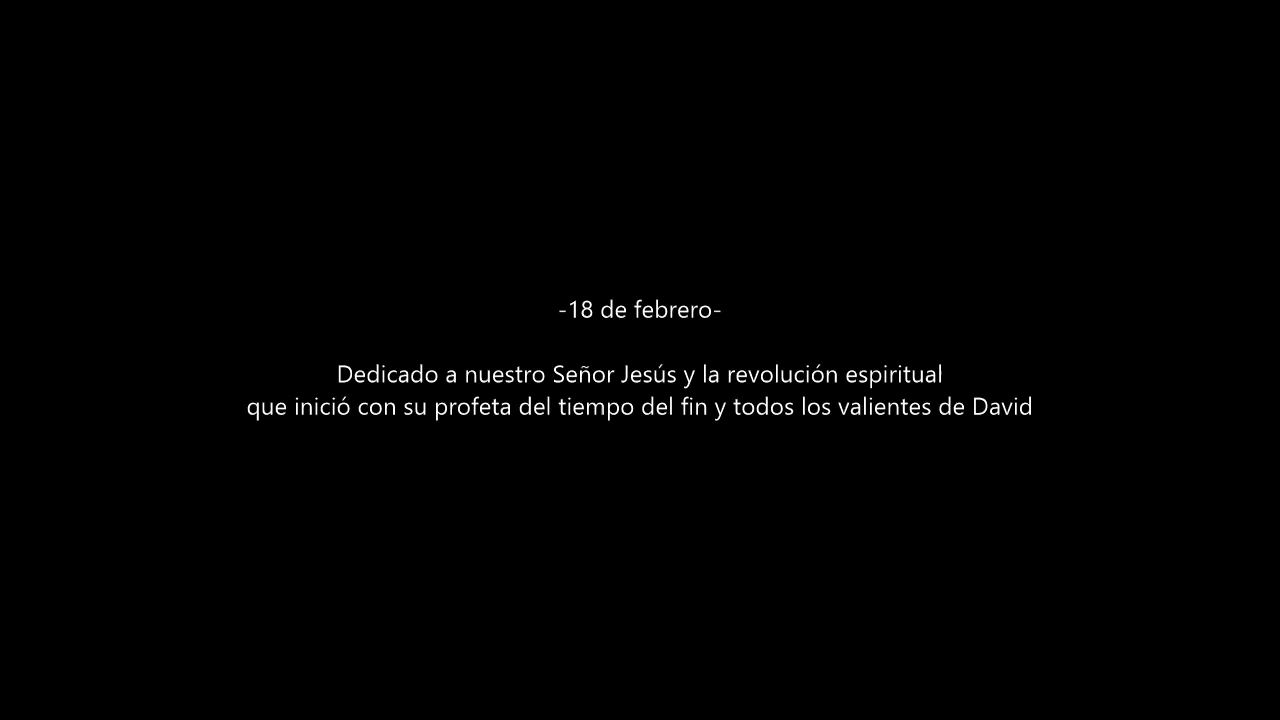 -18 de febrero-
Dedicado a nuestro Señor Jesús y la revolución espiritual
que inició con su profeta del tiempo del fin y todos los valientes de David